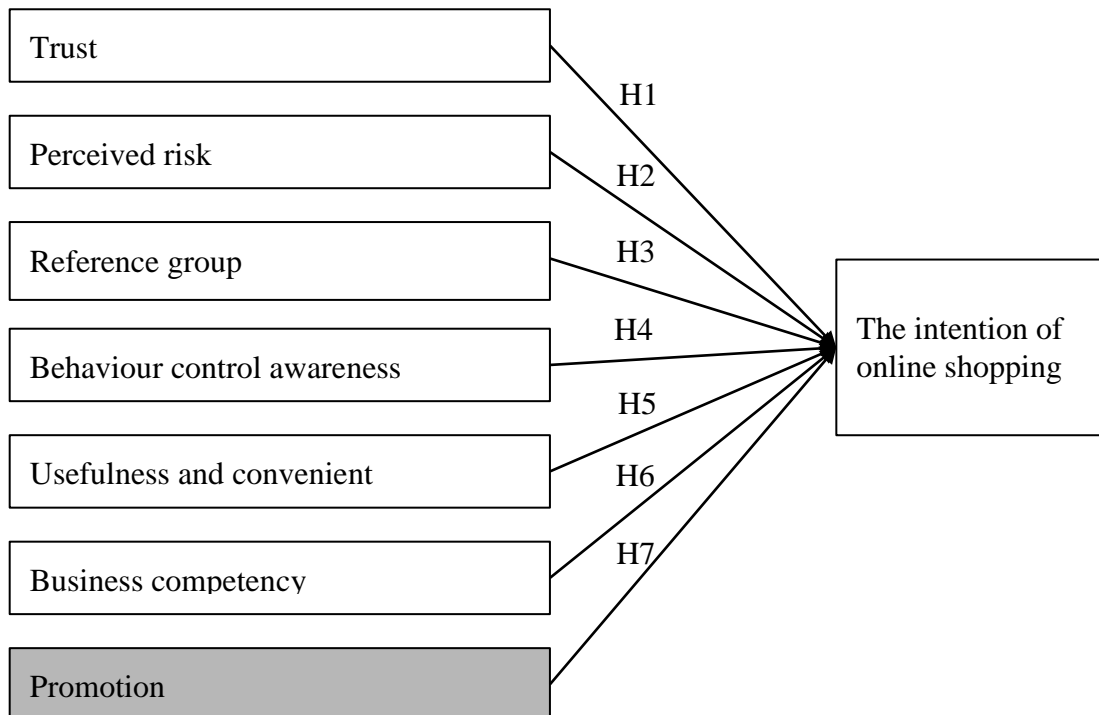 Trust
H1
Perceived risk
H2
Reference group
H3
The intention of
online shopping
Behaviour control awareness
H4
Usefulness and convenient
H5
Business competency
H6
H7
Promotion